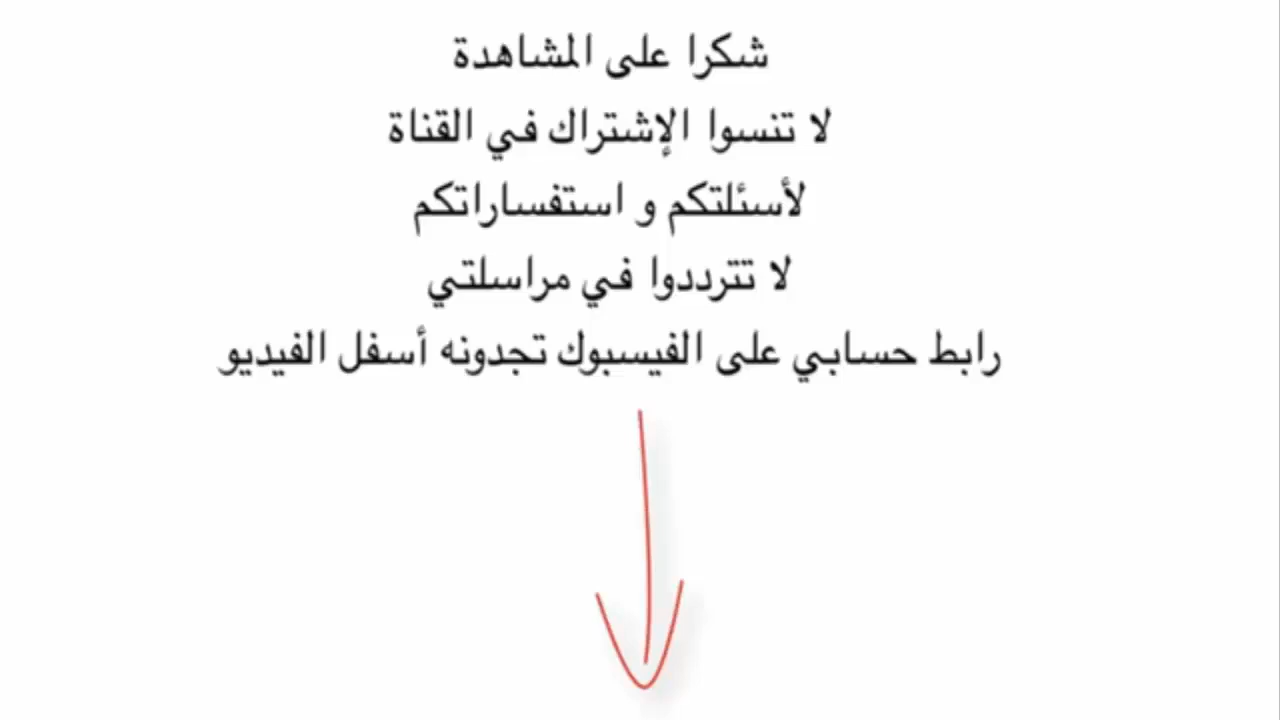 شكرا على المشاهدة
لا تنسوا الإشتراك في القناة
لأسئلتكم و استفساراتكم
لا تترددوا في مراسلتي
رابط حسابي على الفيسبوك تجدونه أسفل الفيديو